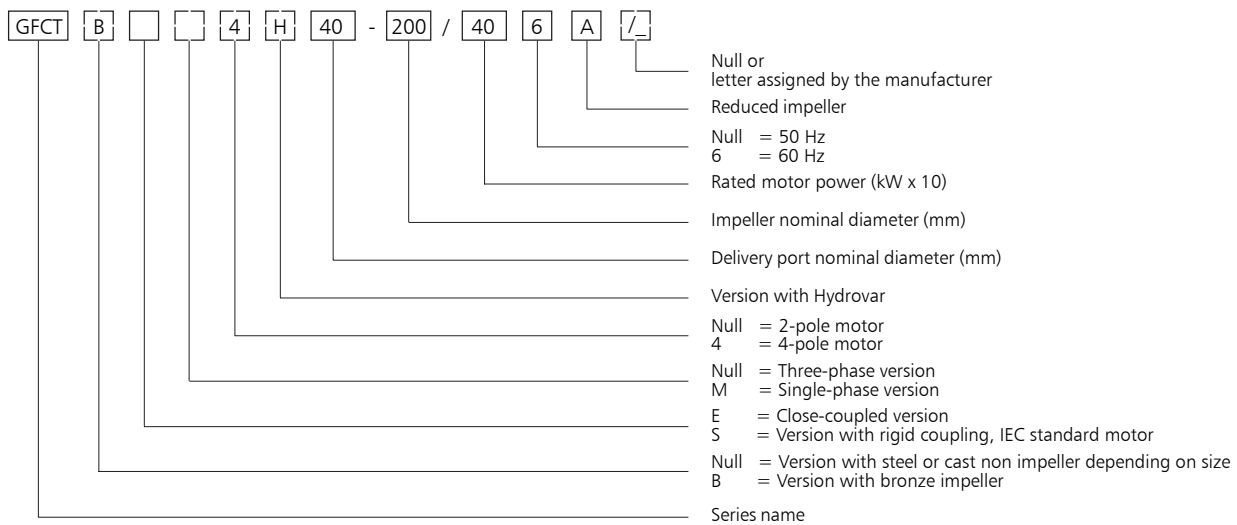 GFCT B 4 H 40 - 200 / 40 6 A /_
Null or
letter assigned by the manufacturer
Reduced impeller
Null = 50 Hz
6 = 60 Hz
Rated motor power (kW x 10)
Impeller nominal diameter (mm)
Delivery port nominal diameter (mm)
Version with Hydrovar
Null = 2-pole motor
4 = 4-pole motor
Null = Three-phase version
M = Single-phase version
E = Close-coupled version
S = Version with rigid coupling, IEC standard motor
Null = Version with steel or cast non impeller depending on size
B = Version with bronze impeller
Series name